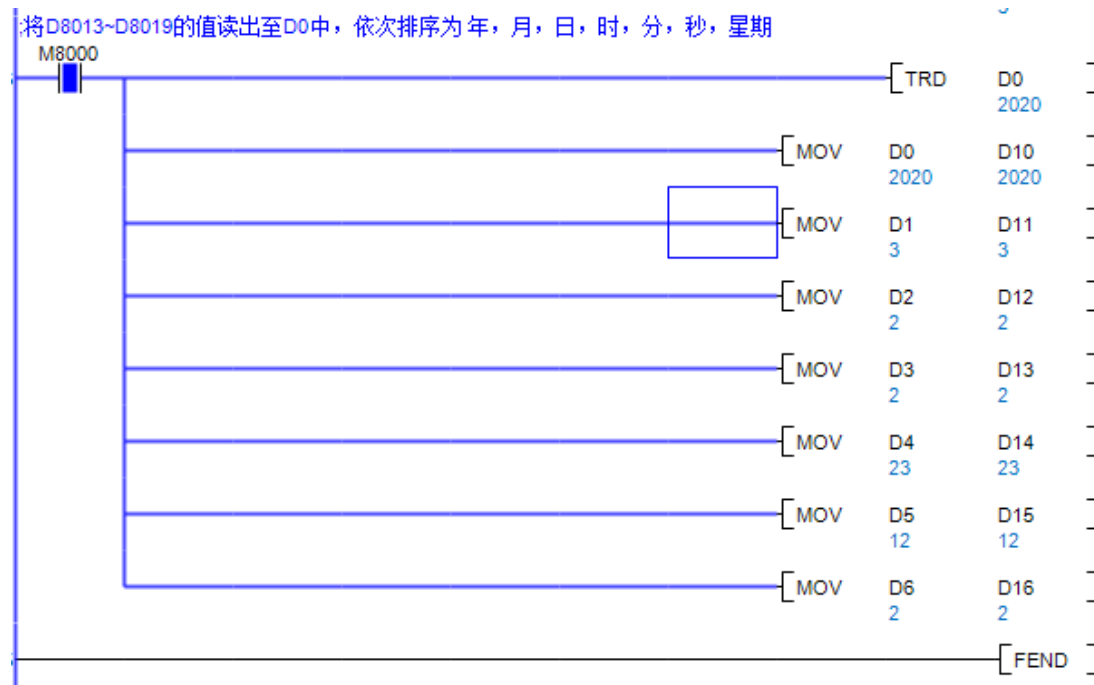 ;将D8013~D8019的值读出至D0中，依次排序为 年，月，日，时，分，秒，星期
M8000
TRD D0
2020
MOV D0 D10
2020 2020
MOV D1 D11
3 3
MOV D2 D12
2 2
MOV D3 D13
2 2
MOV D4 D14
23 23
MOV D5 D15
12 12
MOV D6 D16
2 2
FEND